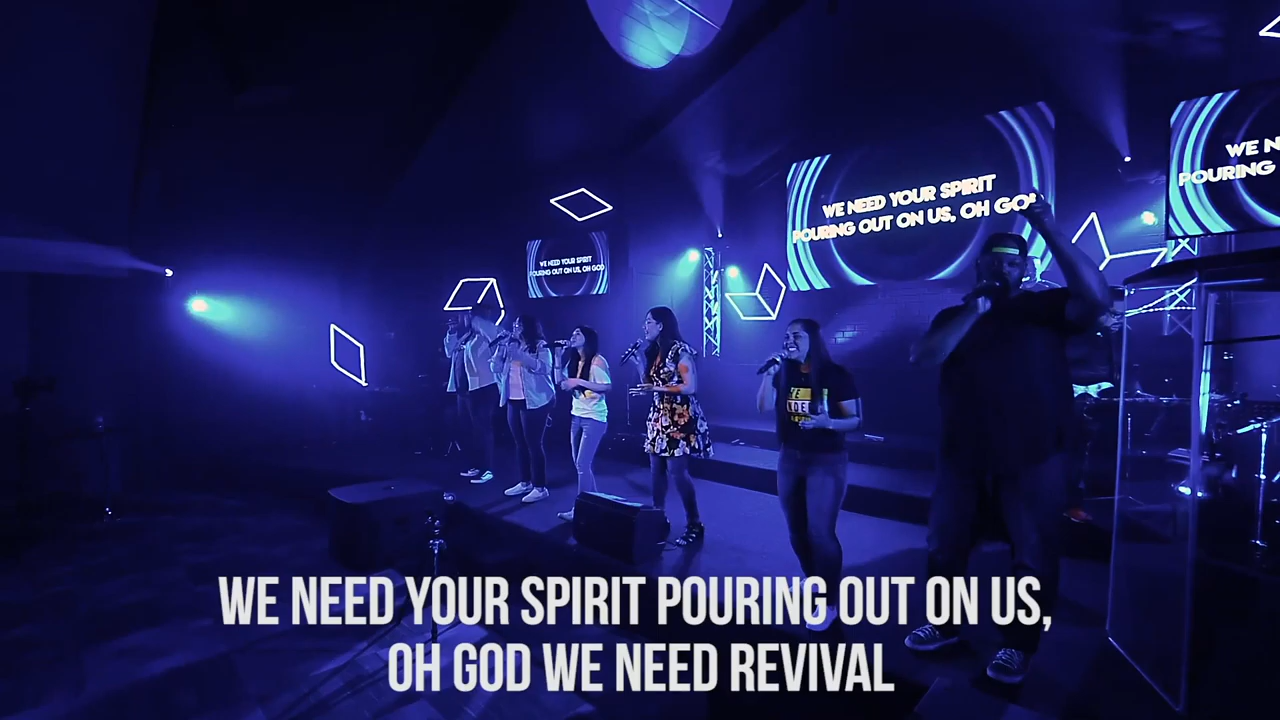 WE NEED YOUR SPIRIT
POURING OUT ON US, OH GOD
WE NEED YOUR SPIRIT
POURING OUT ON US, OH GOD
WE N
POURING
WE NEED YOUR SPIRIT POURING OUT ON US,
OH GOD WE NEED REVIVAL